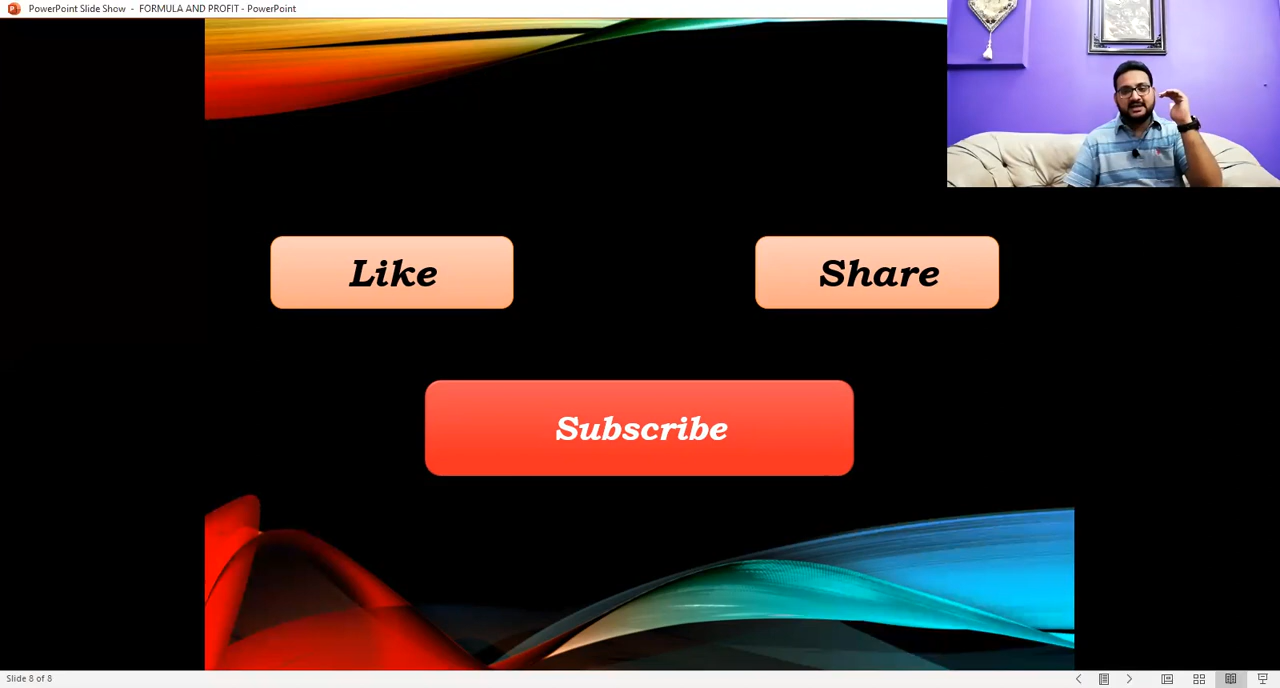 PowerPoint Slide Show - FORMULA AND PROFIT - PowerPoint
Like
Share
Subscribe
Slide 8 of 8